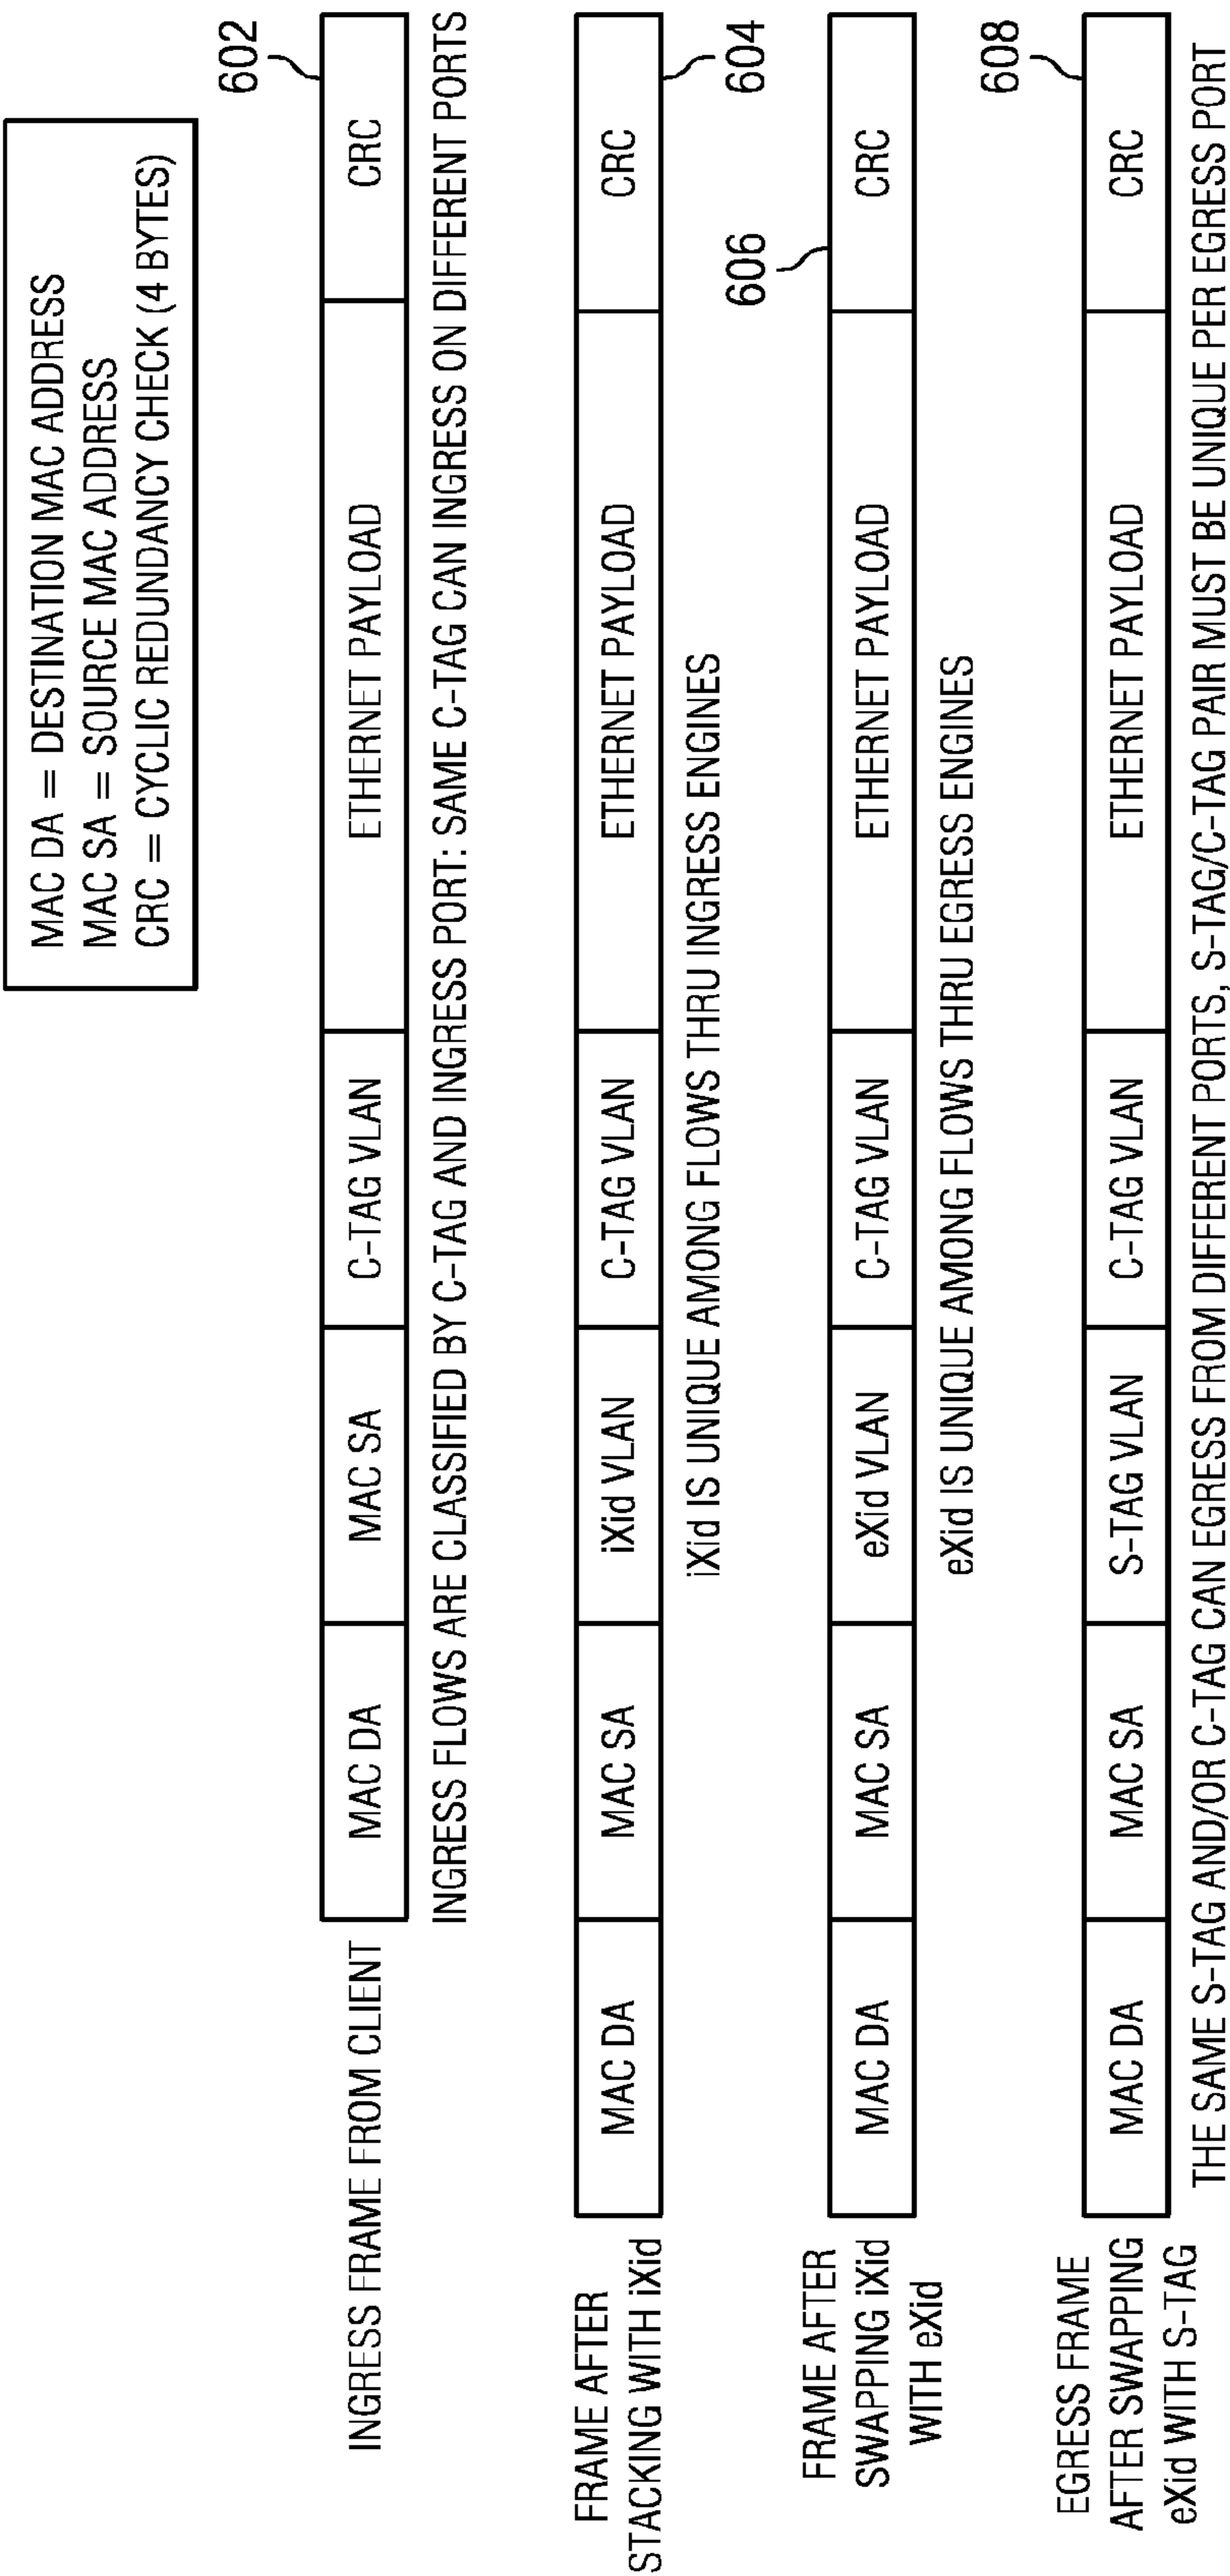 MAC DA = DESTINATION MAC ADDRESS
MAC SA = SOURCE MAC ADDRESS
CRC = CYCLIC REDUNDANCY CHECK (4 BYTES)
602
INGRESS FRAME FROM CLIENT
MAC DA
MAC SA
C-TAG VLAN
ETHERNET PAYLOAD
CRC
INGRESS FLOWS ARE CLASSIFIED BY C-TAG AND INGRESS PORT: SAME C-TAG CAN INGRESS ON DIFFERENT PORTS
FRAME AFTER
STACKING WITH iXid
MAC DA
MAC SA
iXid VLAN
C-TAG VLAN
ETHERNET PAYLOAD
CRC
604
iXid IS UNIQUE AMONG FLOWS THRU INGRESS ENGINES
606
FRAME AFTER
SWAPPING iXid
WITH eXid
MAC DA
MAC SA
eXid VLAN
C-TAG VLAN
ETHERNET PAYLOAD
CRC
eXid IS UNIQUE AMONG FLOWS THRU EGRESS ENGINES
608
EGRESS FRAME
AFTER SWAPPING
eXid WITH S-TAG
MAC DA
MAC SA
S-TAG VLAN
C-TAG VLAN
ETHERNET PAYLOAD
CRC
THE SAME S-TAG AND/OR C-TAG CAN EGRESS FROM DIFFERENT PORTS, S-TAG/C-TAG PAIR MUST BE UNIQUE PER EGRESS PORT